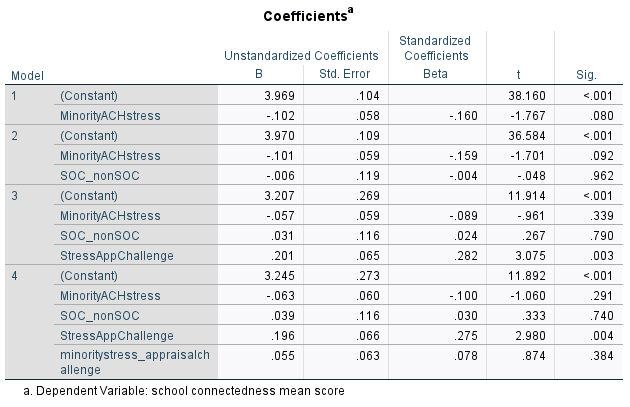 Coefficientsa
Unstandardized Coefficients Standardized Coefficients
Model B Std. Error Beta t Sig.
1 (Constant) 3.969 .104 38.160 <.001
MinorityACHstress -.102 .058 -.160 -1.767 .080
2 (Constant) 3.970 .109 36.584 <.001
MinorityACHstress -.101 .059 -.159 -1.701 .092
SOC_nonSOC -.006 .119 -.004 -.048 .962
3 (Constant) 3.207 .269 11.914 <.001
MinorityACHstress -.057 .059 -.089 -.961 .339
SOC_nonSOC .031 .116 .024 .267 .790
StressAppChallenge .201 .065 .282 3.075 .003
4 (Constant) 3.245 .273 11.892 <.001
MinorityACHstress -.063 .060 -.100 -1.060 .291
SOC_nonSOC .039 .116 .030 .333 .740
StressAppChallenge .196 .066 .275 2.980 .004
minoritystress_appraisalch
allenge .055 .063 .078 .874 .384
a. Dependent Variable: school connectedness mean score